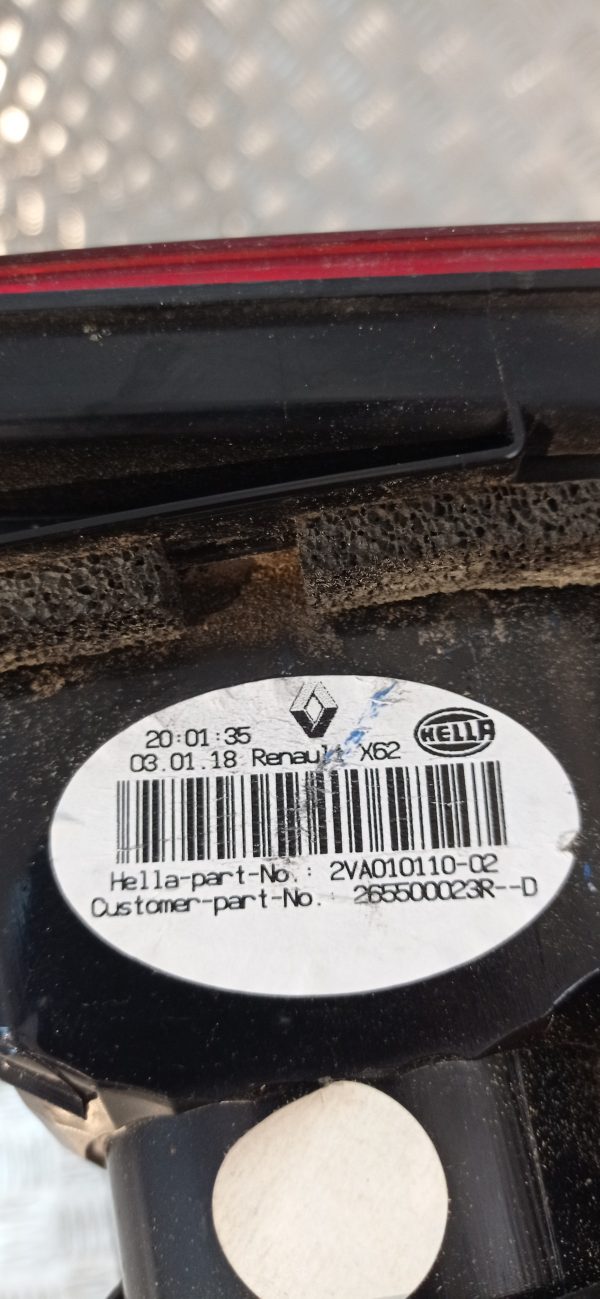 20:01:35
03.01.18 Renault X62
HELLA
Hella-part-No.: 2VA010110-02
Customer-part-No.: 265500023R--D